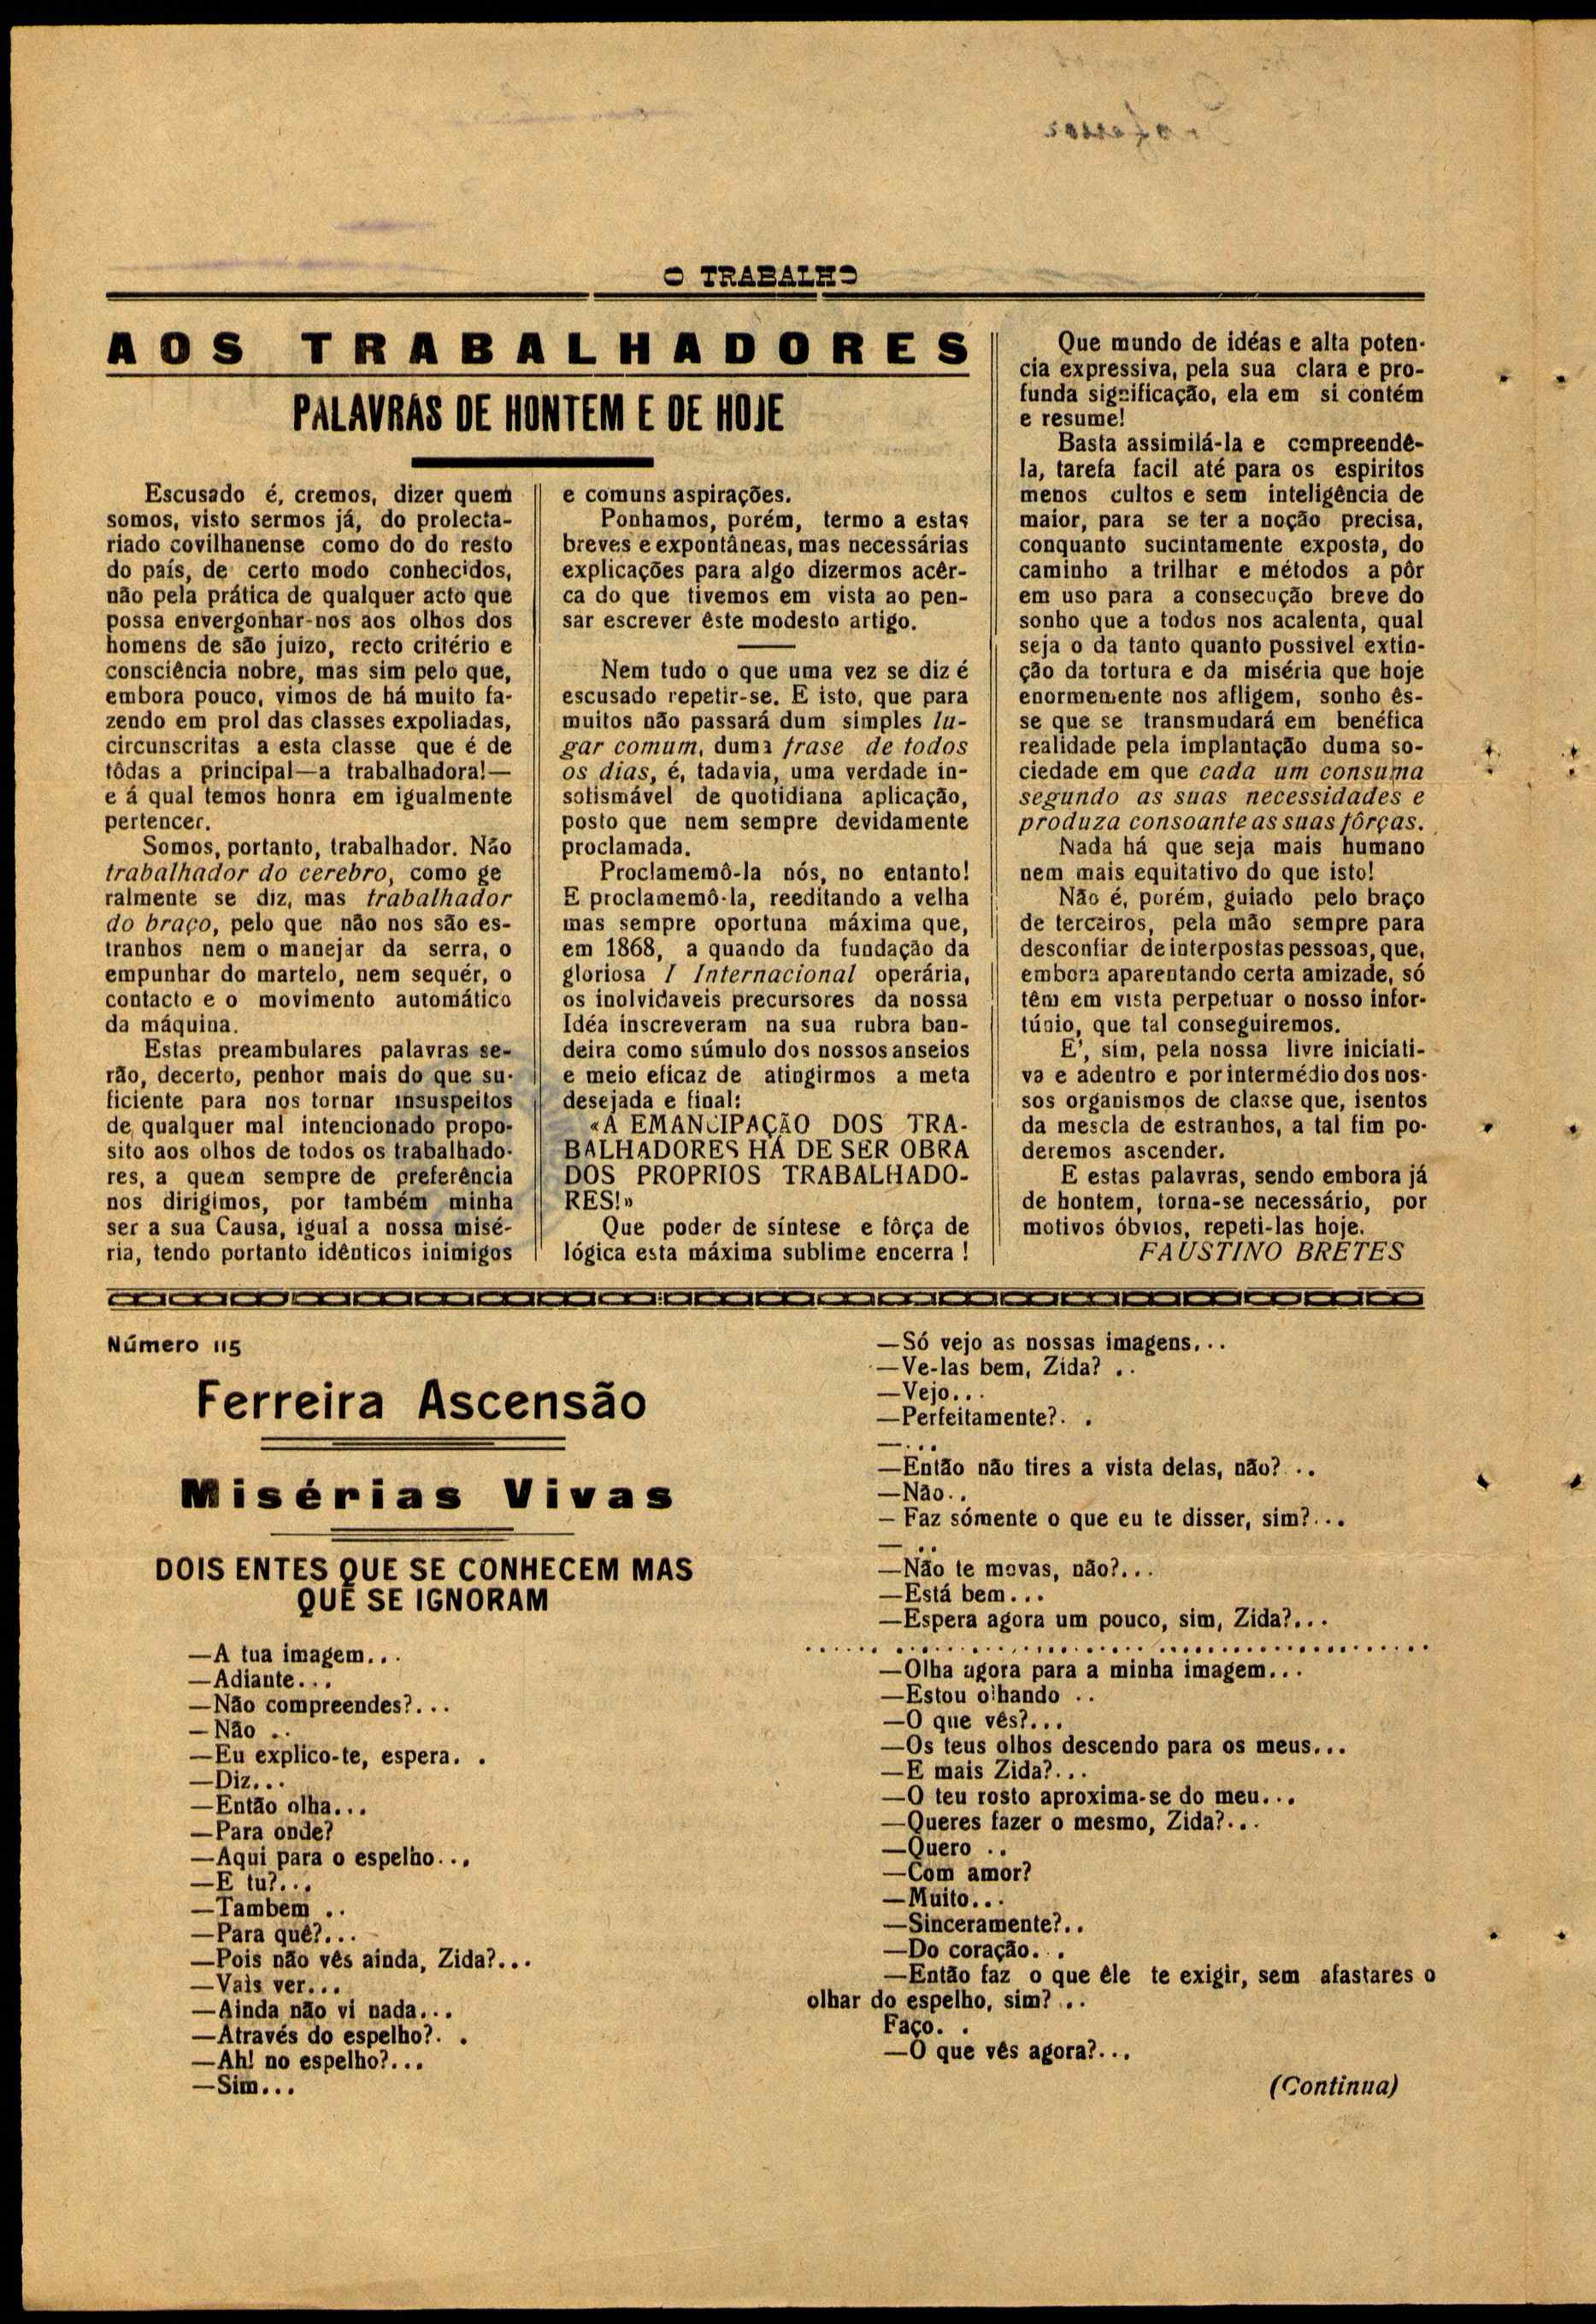 O TRABALHO
AOS TRABALHADORES
PALAVRAS DE HONTEM E DE HOJE
Escusado é, cremos, dizer quem
somos, visto sermos já, do prolecta-
riado covilhanense como do do resto
do país, de certo modo conhecidos,
não pela prática de qualquer acto que
possa envergonhar-nos aos olhos dos
homens de são juizo, recto critério e
consciência nobre, mas sim pelo que,
embora pouco, vimos de há muito fa-
zendo em prol das classes expoliadas,
circunscritas a esta classe que é de
tôdas a principal—a trabalhadora!—
e á qual temos honra em igualmente
pertencer.
Somos, portanto, trabalhador. Não
trabalhador do cerebro, como ge
ralmente se diz, mas trabalhador
do braço, pelo que não nos são es-
tranhos nem o manejar da serra, o
empunhar do martelo, nem sequér, o
contacto e o movimento automático
da máquina.
Estas preambulares palavras se-
rão, decerto, penhor mais do que su-
ficiente para nos tornar insuspeitos
de qualquer mal intencionado propo-
sito aos olhos de todos os trabalhado-
res, a quem sempre de preferência
nos dirigimos, por também minha
ser a sua Causa, igual a nossa misé-
ria, tendo portanto idênticos inimigos
e comuns aspirações.
Ponhamos, porém, termo a estas
breves e expontâneas, mas necessárias
explicações para algo dizermos acêr-
ca do que tivemos em vista ao pen-
sar escrever êste modesto artigo.
Nem tudo o que uma vez se diz é
escusado repetir-se. E isto, que para
muitos não passará dum simples lu-
gar comum, duma frase de todos
os dias, é, tadavia, uma verdade in-
sofismável de quotidiana aplicação,
posto que nem sempre devidamente
proclamada.
Proclamemô-la nós, no entanto!
E proclamemô-la, reeditando a velha
mas sempre oportuna máxima que,
em 1868, a quando da fundação da
gloriosa I Internacional operária,
os inolvidaveis precursores da nossa
Idéa inscreveram na sua rubra ban-
deira como súmulo dos nossos anseios
e meio eficaz de atingirmos a meta
desejada e final:
«A EMANCIPAÇÃO DOS TRA-
BALHADORES HÁ DE SER OBRA
DOS PROPRIOS TRABALHADO-
RES!»
Que poder de síntese e fôrça de
lógica esta máxima sublime encerra !
Que mundo de idéas e alta poten-
cia expressiva, pela sua clara e pro-
funda significação, ela em si contém
e resume!
Basta assimilá-la e compreendê-
la, tarefa facil até para os espiritos
menos cultos e sem inteligência de
maior, para se ter a noção precisa,
conquanto sucintamente exposta, do
caminho a trilhar e métodos a pôr
em uso para a consecução breve do
sonho que a todos nos acalenta, qual
seja o da tanto quanto possivel extin-
ção da tortura e da miséria que hoje
enormemente nos afligem, sonho ês-
se que se transmudará em benéfica
realidade pela implantação duma so-
ciedade em que cada um consuma
segundo as suas necessidades e
produza consoante as suas fôrças.
Nada há que seja mais humano
nem mais equitativo do que isto!
Não é, porém, guiado pelo braço
de terceiros, pela mão sempre para
desconfiar de interpostas pessoas, que,
embora aparentando certa amizade, só
têm em vista perpetuar o nosso infor-
túnio, que tal conseguiremos.
E', sim, pela nossa livre iniciati-
va e adentro e por intermédio dos nos-
sos organismos de classe que, isentos
da mescla de estranhos, a tal fim po-
deremos ascender.
E estas palavras, sendo embora já
de hontem, torna-se necessário, por
motivos óbvios, repeti-las hoje.
FAUSTINO BRETES
Número 115
Ferreira Ascensão
Misérias Vivas
DOIS ENTES QUE SE CONHECEM MAS
QUE SE IGNORAM
—A tua imagem...
—Adiante...
—Não compreendes?...
—Não ..
—Eu explico-te, espera. .
—Diz...
—Então olha...
—Para onde?
—Aqui para o espelho...
—E tu?...
—Tambem ..
—Para quê?...
—Pois não vês ainda, Zida?...
—Vais ver...
—Ainda não vi nada...
—Através do espelho?. .
—Ah! no espelho?...
—Sim...
—Só vejo as nossas imagens...
—Ve-las bem, Zida? ..
—Vejo...
—Perfeitamente?. .
—...
—Então não tires a vista delas, não? ..
—Não..
— Faz sómente o que eu te disser, sim?...
— ..
—Não te movas, não?...
—Está bem...
—Espera agora um pouco, sim, Zida?...
..................................................
—Olha agora para a minha imagem...
—Estou olhando ..
—O que vês?...
—Os teus olhos descendo para os meus...
—E mais Zida?...
—O teu rosto aproxima-se do meu...
—Queres fazer o mesmo, Zida?...
—Quero ..
—Com amor?
—Muito...
—Sinceramente?..
—Do coração. .
—Então faz o que êle te exigir, sem afastares o
olhar do espelho, sim? ..
Faço. .
—O que vês agora?...
(Continua)